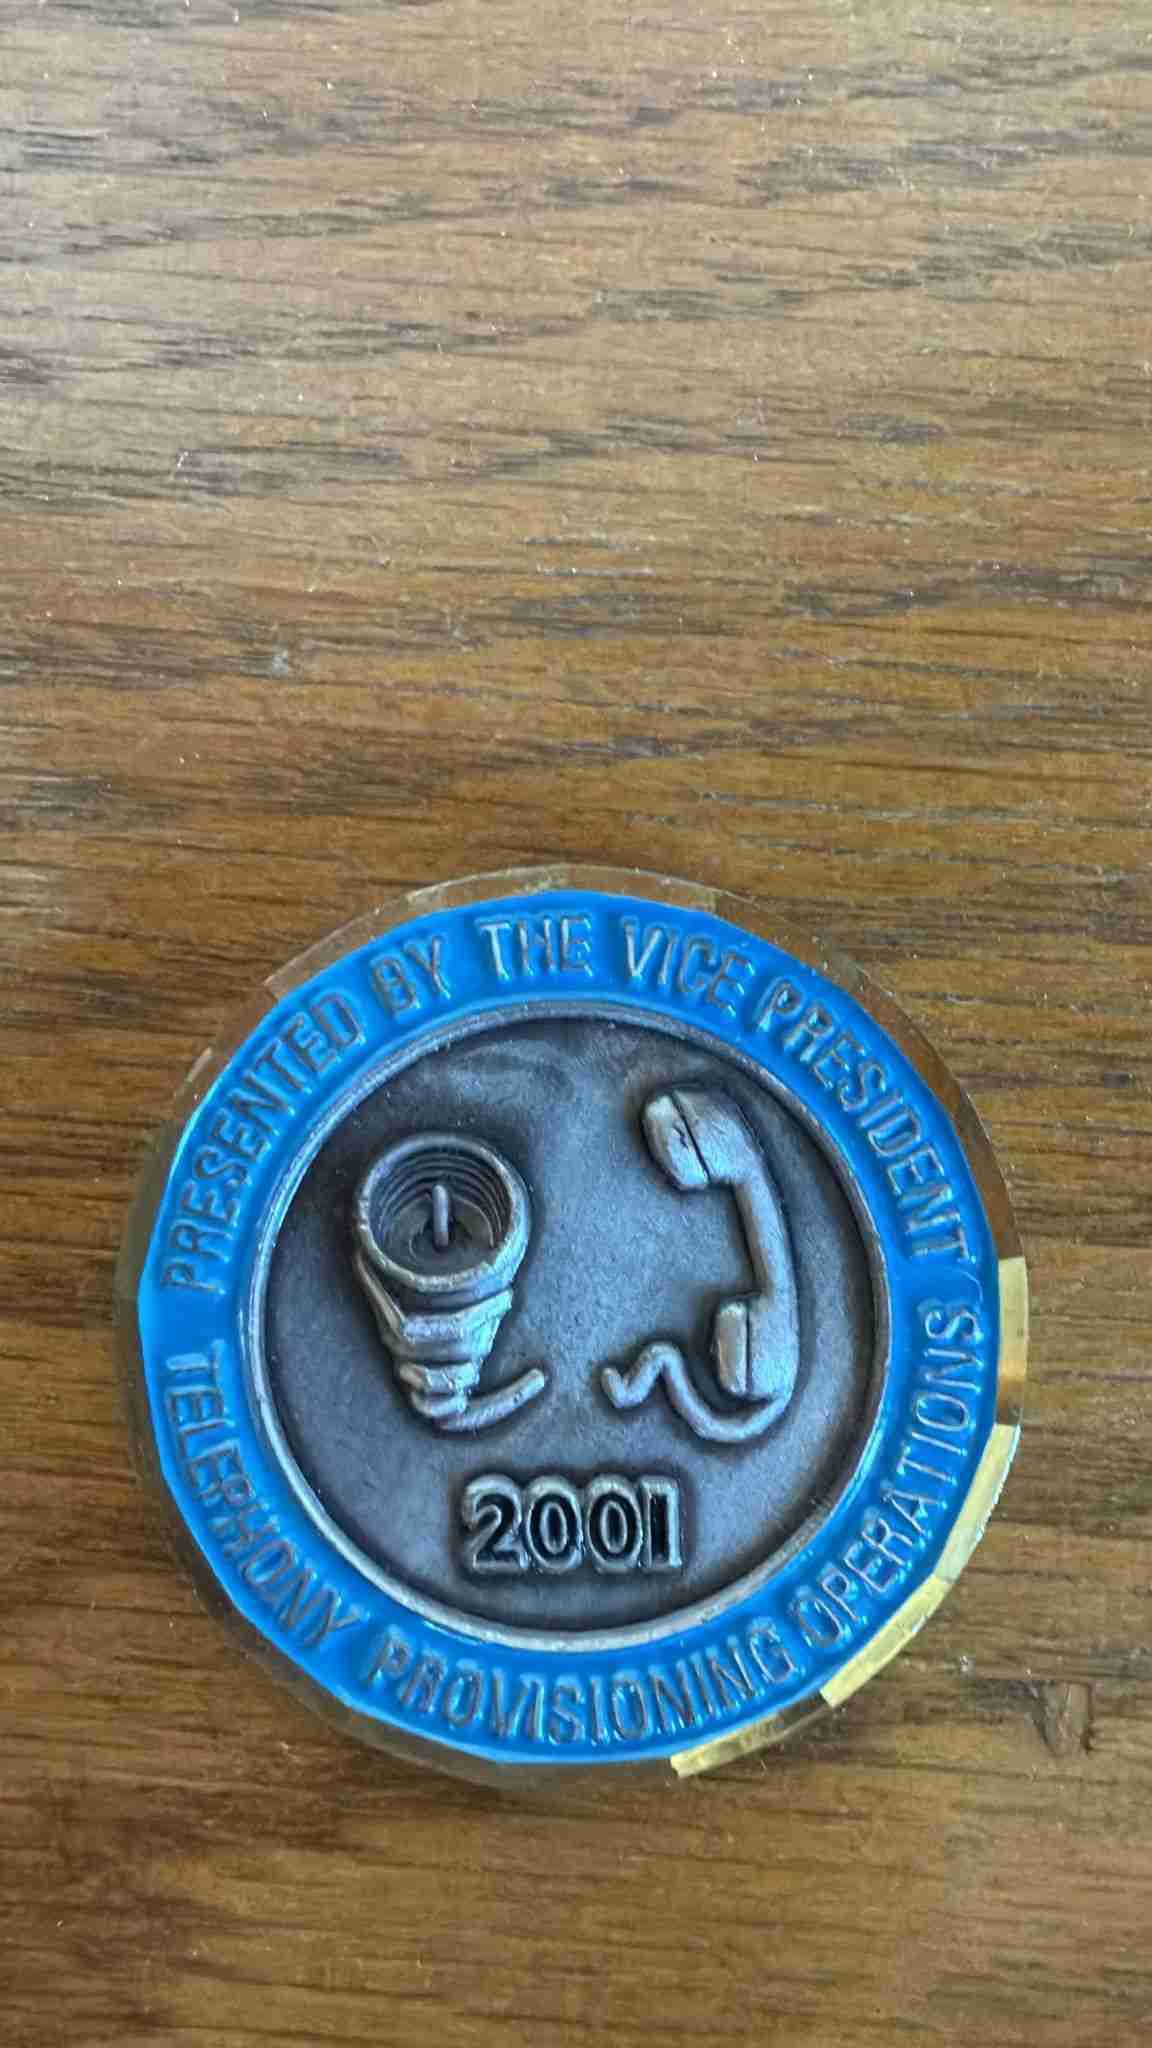 PRESENTED BY THE VICE PRESIDENT
2001
TELEPHONY PROVISIONING OPERATIONS